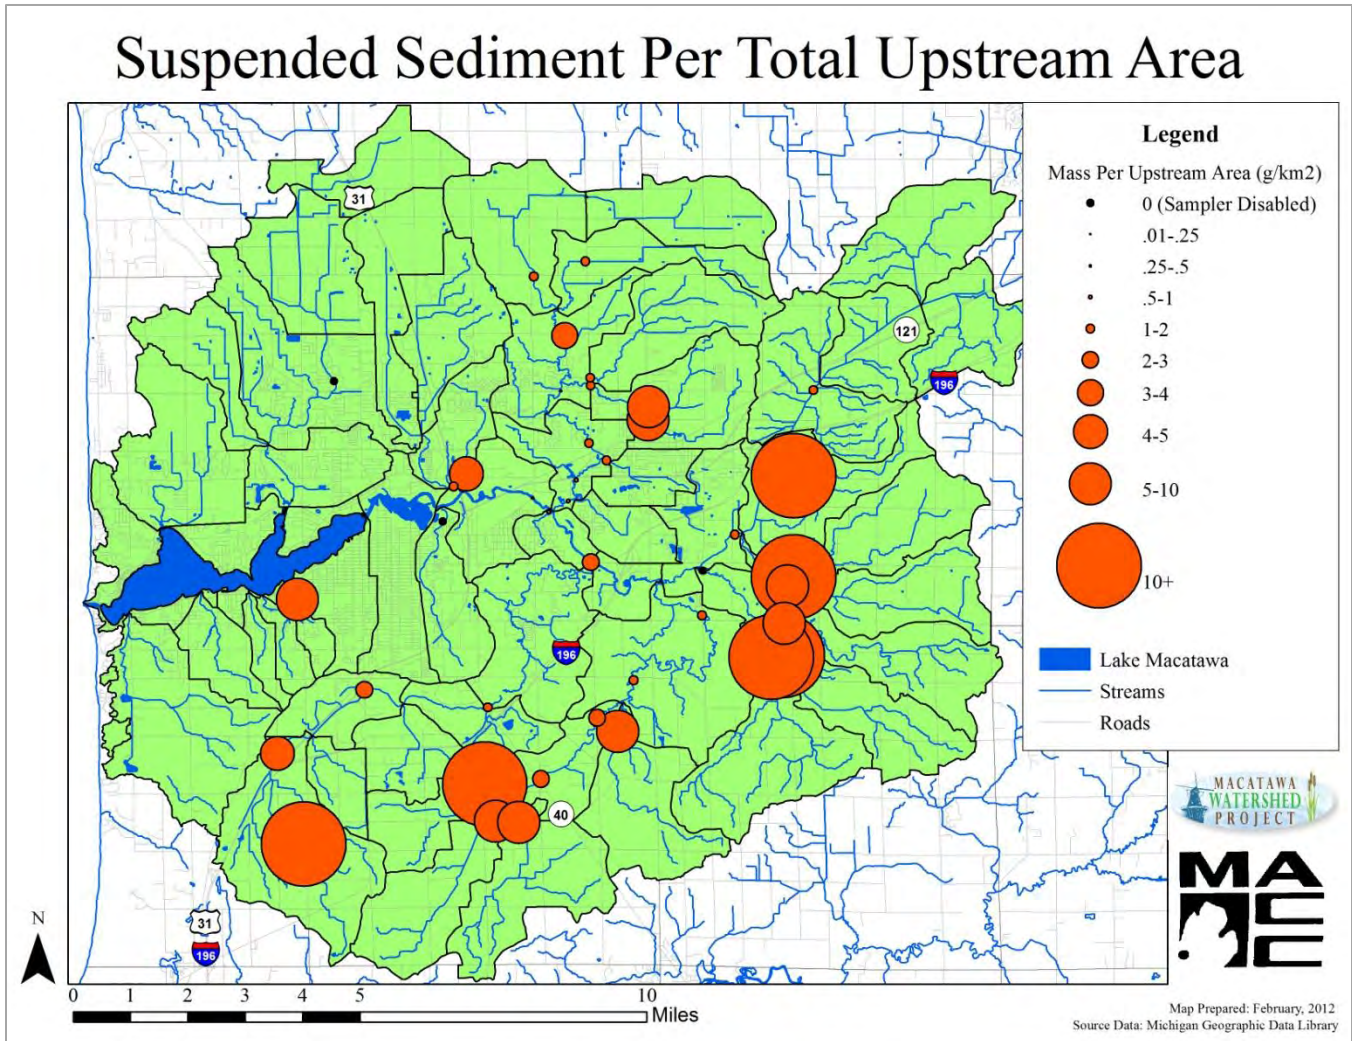 Suspended Sediment Per Total Upstream Area
Legend
Mass Per Upstream Area (g/km2)
0 (Sampler Disabled)
.01-.25
.25-.5
.5-1
1-2
2-3
3-4
4-5
5-10
10+
Lake Macatawa
Streams
Roads
31
121
196
196
40
31
196
MACATAWA
WATERSHED
PROJECT
MACC
N
0 1 2 3 4 5 10
Miles
Map Prepared: February, 2012
Source Data: Michigan Geographic Data Library